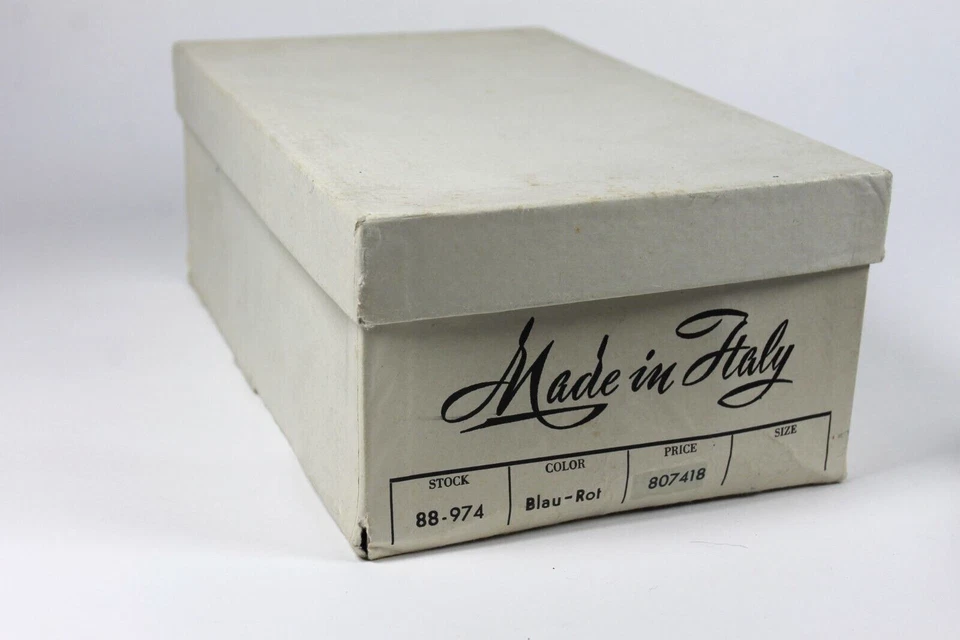 Made in Italy
STOCK COLOR PRICE SIZE
88-974 Blau-Rot 807418